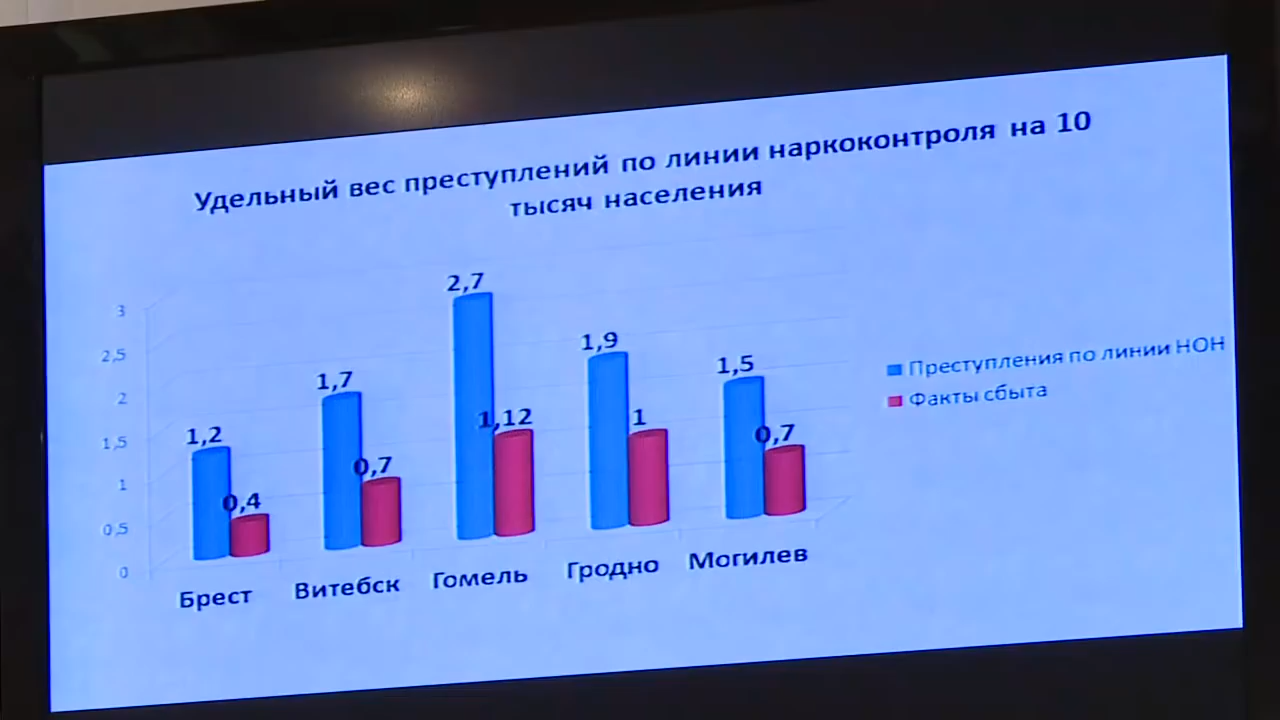 Удельный вес преступлений по линии наркоконтроля на 10
тысяч населения
3
2,5
2
1,5
1
0,5
0
1,2
0,4
1,7
0,7
2,7
1,12
1,9
1
1,5
0,7
Брест
Витебск
Гомель
Гродно
Могилев
Преступления по линии НОН
Факты сбыта